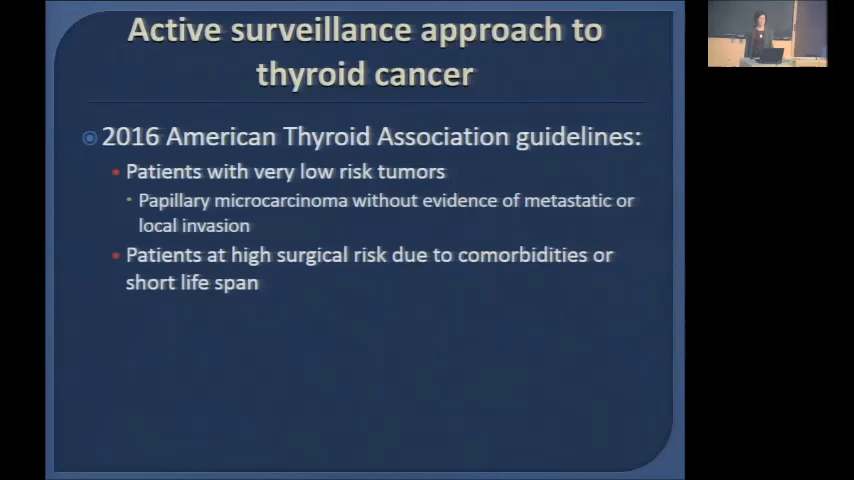 Active surveillance approach to
thyroid cancer
2016 American Thyroid Association guidelines:
Patients with very low risk tumors
Papillary microcarcinoma without evidence of metastatic or
local invasion
Patients at high surgical risk due to comorbidities or
short life span